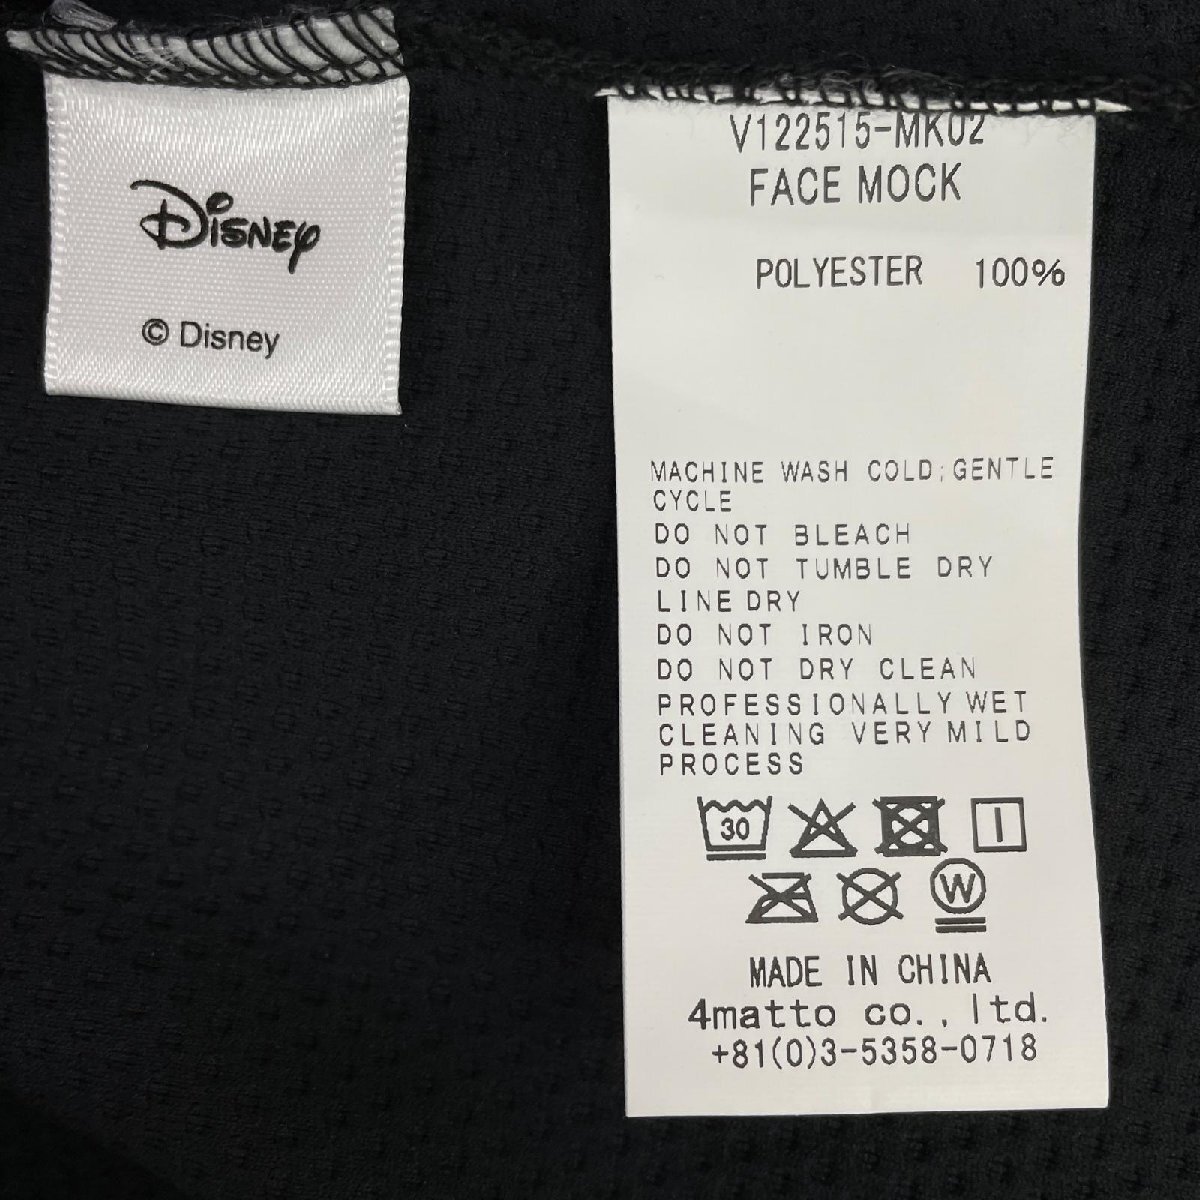 Disney
© Disney
V122515-MK02
FACE MOCK
POLYESTER 100%
MACHINE WASH COLD;GENTLE
CYCLE
DO NOT BLEACH
DO NOT TUMBLE DRY
LINE DRY
DO NOT IRON
DO NOT DRY CLEAN
PROFESSIONALLY WET
CLEANING VERY MILD
PROCESS
30
W
MADE IN CHINA
4matto co., ltd.
+81(0)3-5358-0718